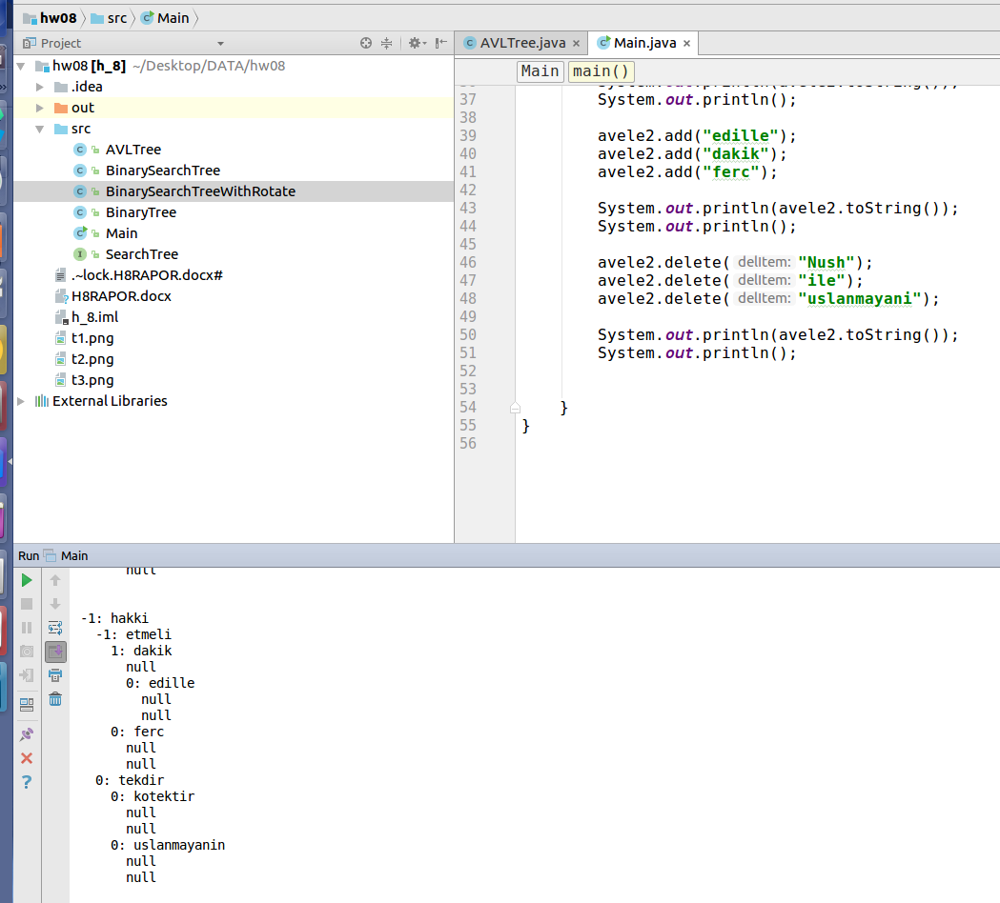 hw08 src Main
Project
hw08 [h_8] ~/Desktop/DATA/hw08
.idea
out
src
AVLTree
BinarySearchTree
BinarySearchTreeWithRotate
BinaryTree
Main
SearchTree
.~lock.H8RAPOR.docx#
H8RAPOR.docx
h_8.iml
t1.png
t2.png
t3.png
External Libraries
AVLTree.java × Main.java ×
Main main()
37 System.out.println();
38
39 avele2.add("edille");
40 avele2.add("dakik");
41 avele2.add("ferc");
42
43 System.out.println(avele2.toString());
44 System.out.println();
45
46 avele2.delete( delItem: "Nush");
47 avele2.delete( delItem: "ile");
48 avele2.delete( delItem: "uslanmayani");
49
50 System.out.println(avele2.toString());
51 System.out.println();
52
53
54 }
55 }
56
Run Main
null
-1: hakki
-1: etmeli
1: dakik
null
0: edille
null
null
0: ferc
null
null
0: tekdir
0: kotektir
null
null
0: uslanmayanin
null
null